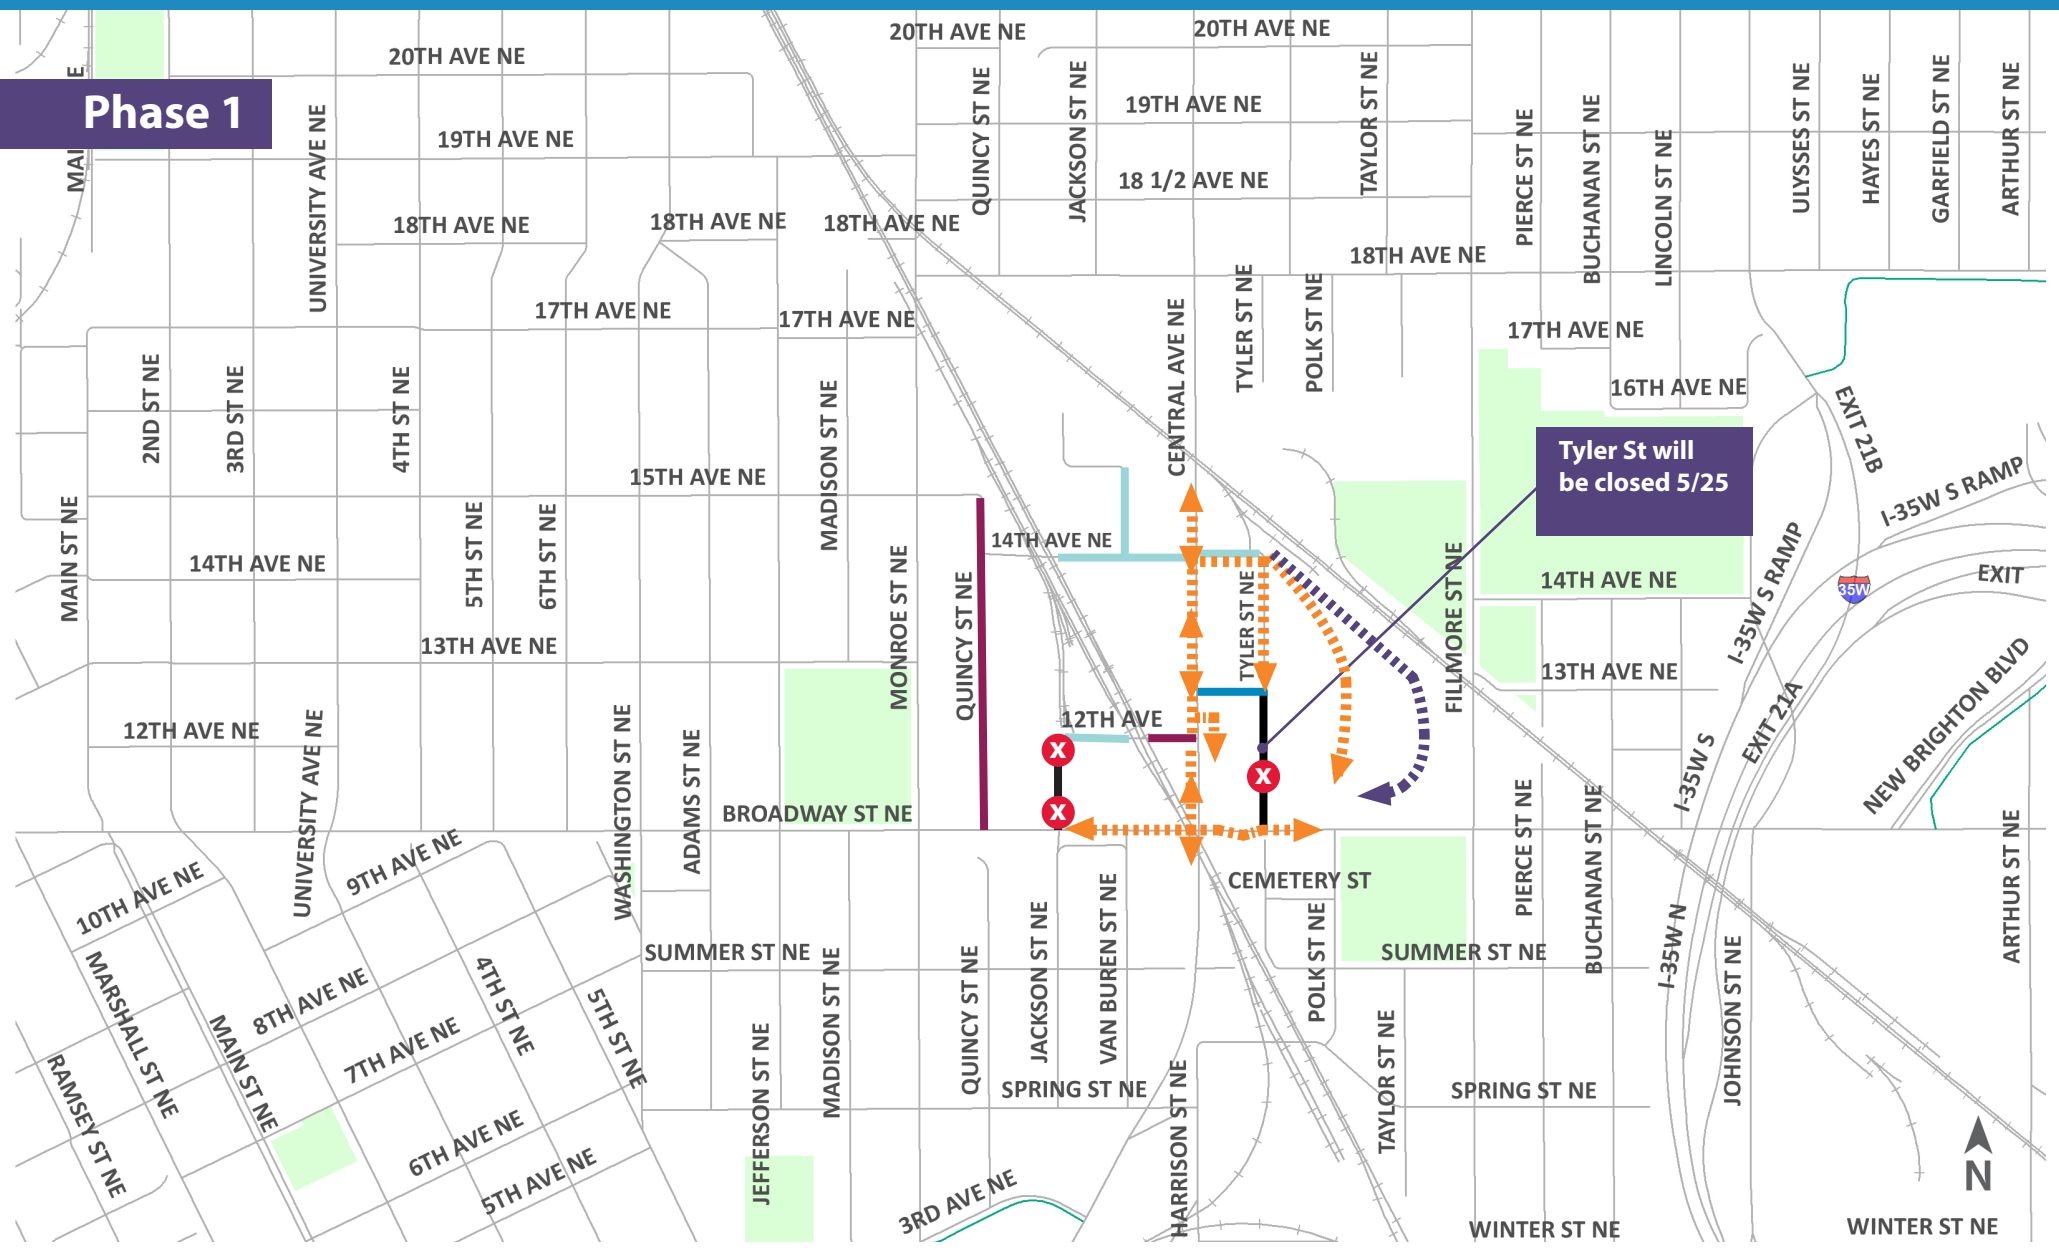 20TH AVE NE
20TH AVE NE
20TH AVE NE
MAIN ST NE
Phase 1
UNIVERSITY AVE NE
19TH AVE NE
QUINCY ST NE
JACKSON ST NE
19TH AVE NE
TAYLOR ST NE
PIERCE ST NE
BUCHANAN ST NE
LINCOLN ST NE
ULYSSES ST NE
HAYES ST NE
GARFIELD ST NE
ARTHUR ST NE
18 1/2 AVE NE
18TH AVE NE
18TH AVE NE
18TH AVE NE
18TH AVE NE
17TH AVE NE
17TH AVE NE
CENTRAL AVE NE
TYLER ST NE
POLK ST NE
17TH AVE NE
16TH AVE NE
2ND ST NE
3RD ST NE
4TH ST NE
MADISON ST NE
EXIT 21B
Tyler St will
be closed 5/25
15TH AVE NE
I-35W S RAMP
MAIN ST NE
5TH ST NE
6TH ST NE
14TH AVE NE
14TH AVE NE
MONROE ST NE
QUINCY ST NE
TYLER ST NE
FILLMORE ST NE
14TH AVE NE
I-35W S RAMP
35W
EXIT
13TH AVE NE
13TH AVE NE
12TH AVE NE
UNIVERSITY AVE NE
WASHINGTON ST NE
ADAMS ST NE
12TH AVE
X
X
X
I-35W S
EXIT 21A
NEW BRIGHTON BLVD
BROADWAY ST NE
10TH AVE NE
9TH AVE NE
CEMETERY ST
PIERCE ST NE
BUCHANAN ST NE
I-35W N
ARTHUR ST NE
SUMMER ST NE
SUMMER ST NE
MARSHALL ST NE
MAIN ST NE
8TH AVE NE
4TH ST NE
5TH ST NE
MADISON ST NE
QUINCY ST NE
JACKSON ST NE
VAN BUREN ST NE
POLK ST NE
JOHNSON ST NE
RAMSEY ST NE
7TH AVE NE
JEFFERSON ST NE
SPRING ST NE
HARRISON ST NE
TAYLOR ST NE
SPRING ST NE
6TH AVE NE
5TH AVE NE
3RD AVE NE
N
WINTER ST NE
WINTER ST NE